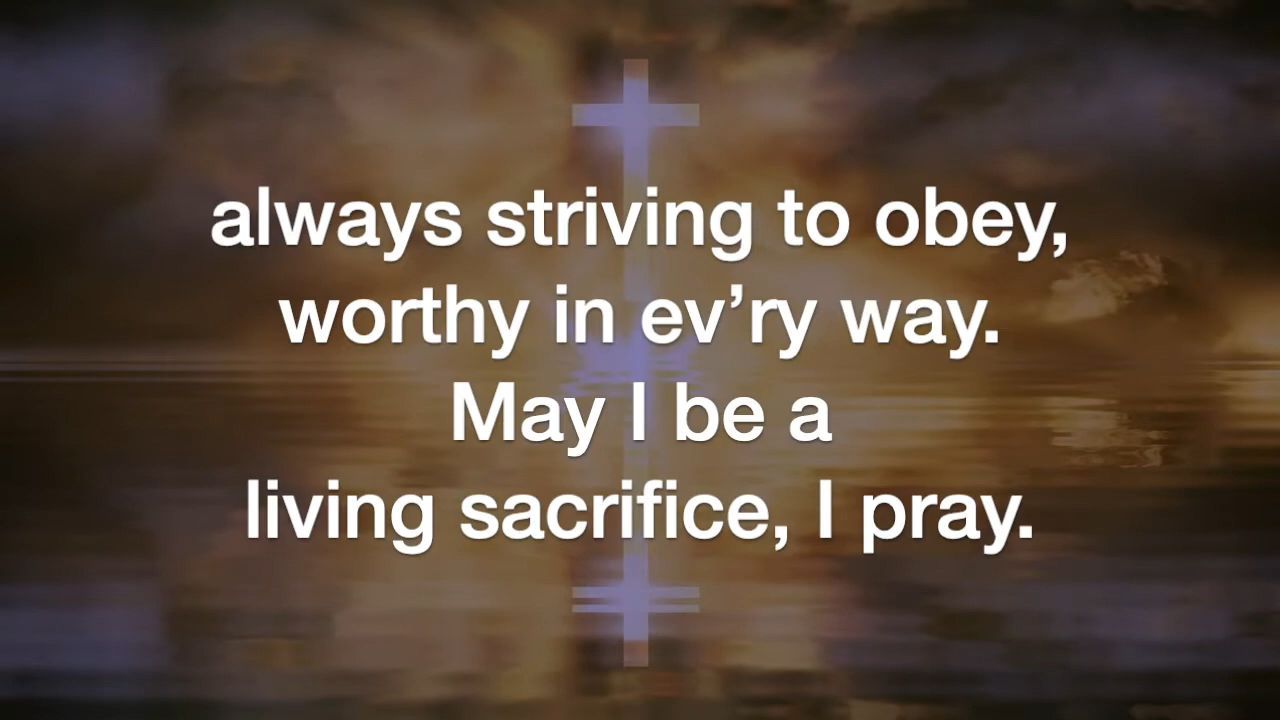 always striving to obey,
worthy in ev’ry way.
May I be a
living sacrifice, I pray.